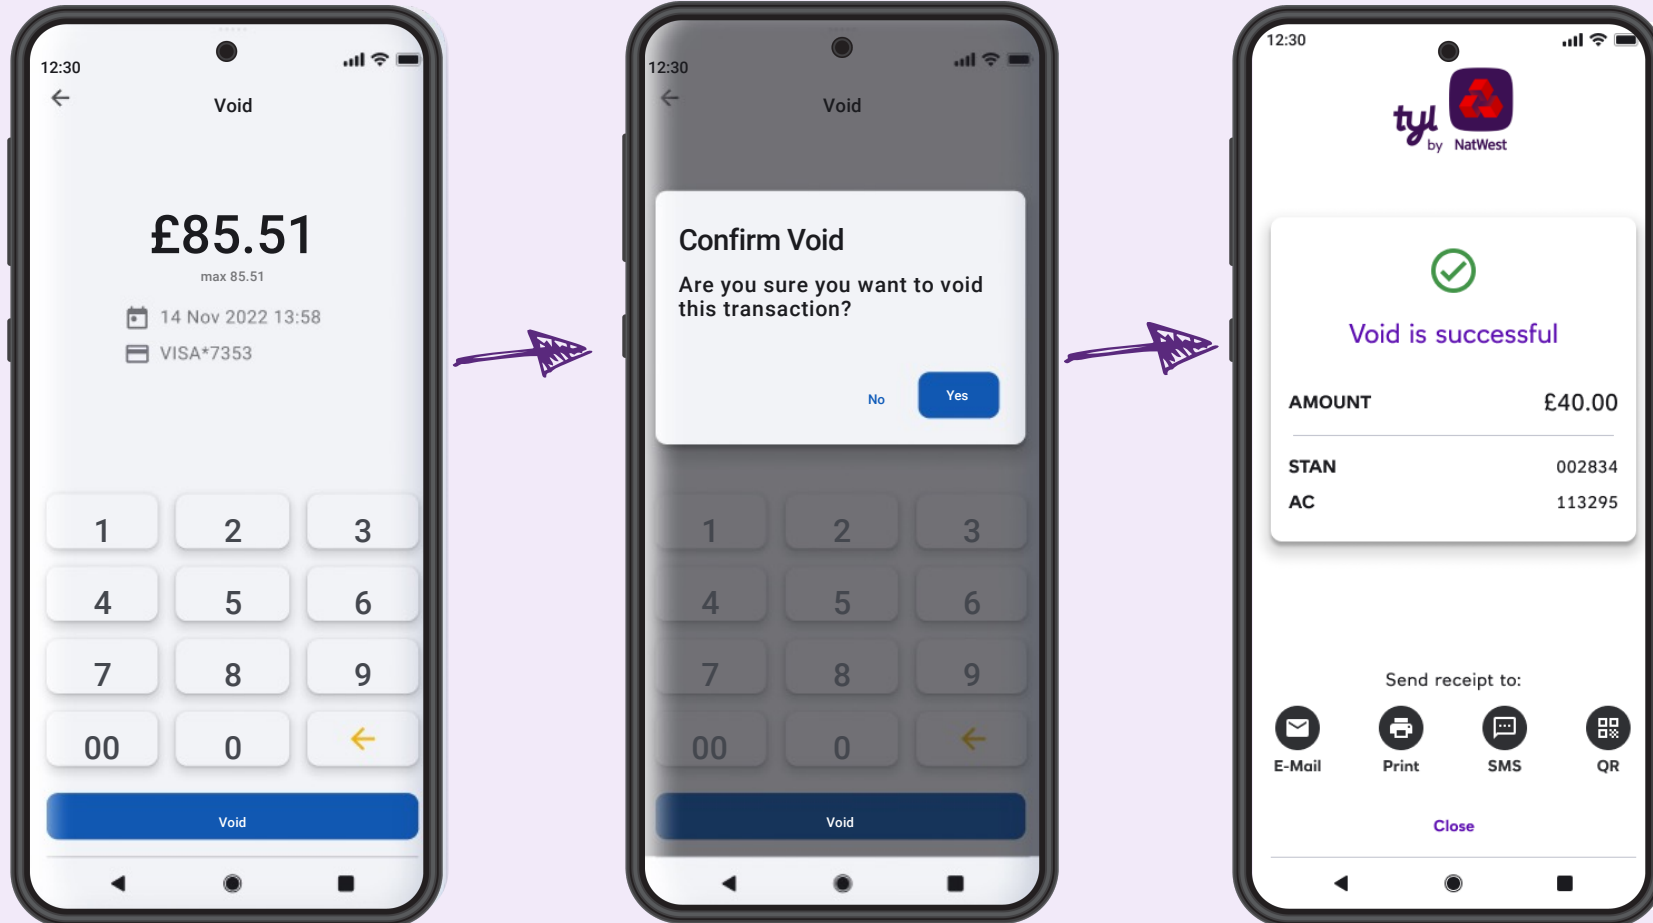 12:30
Void
£85.51
max 85.51
14 Nov 2022 13:58
VISA*7353
1 2 3
4 5 6
7 8 9
00 0
Void
12:30
Void
Confirm Void
Are you sure you want to void
this transaction?
No Yes
1 2 3
4 5 6
7 8 9
00 0
Void
12:30
tyl
by NatWest
Void is successful
AMOUNT £40.00
STAN 002834
AC 113295
Send receipt to:
E-Mail Print SMS QR
Close